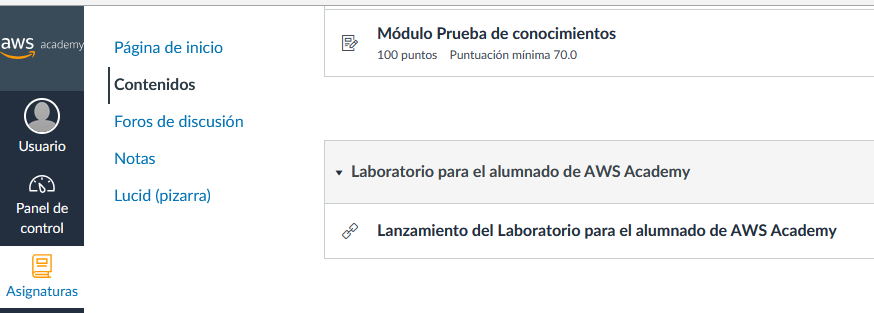 aws academy
Usuario
Panel de
control
Asignaturas
Página de inicio
Contenidos
Foros de discusión
Notas
Lucid (pizarra)
Módulo Prueba de conocimientos
100 puntos Puntuación mínima 70.0
Laboratorio para el alumnado de AWS Academy
Lanzamiento del Laboratorio para el alumnado de AWS Academy